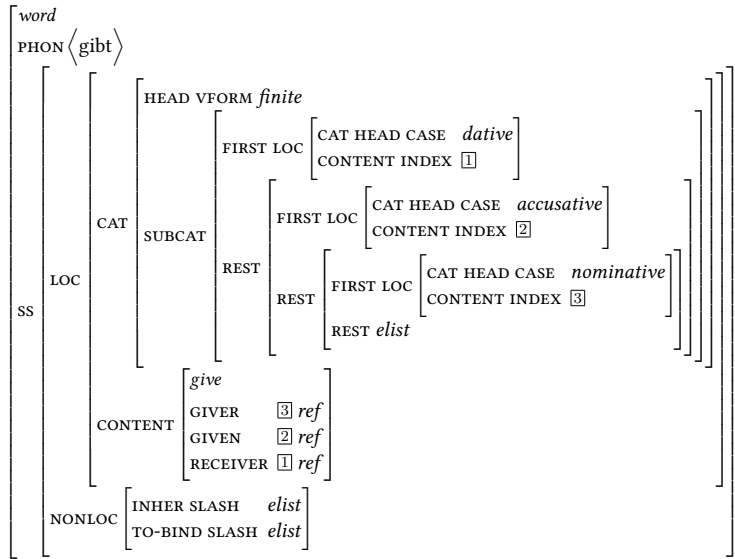 word
PHON ⟨gibt⟩
HEAD VFORM finite
FIRST LOC
CAT HEAD CASE dative
CONTENT INDEX 1
CAT
SUBCAT
FIRST LOC
CAT HEAD CASE accusative
CONTENT INDEX 2
REST
REST
FIRST LOC
CAT HEAD CASE nominative
CONTENT INDEX 3
REST elist
SS
LOC
CONTENT
give
GIVER 3 ref
GIVEN 2 ref
RECEIVER 1 ref
NONLOC
INHER SLASH elist
TO-BIND SLASH elist